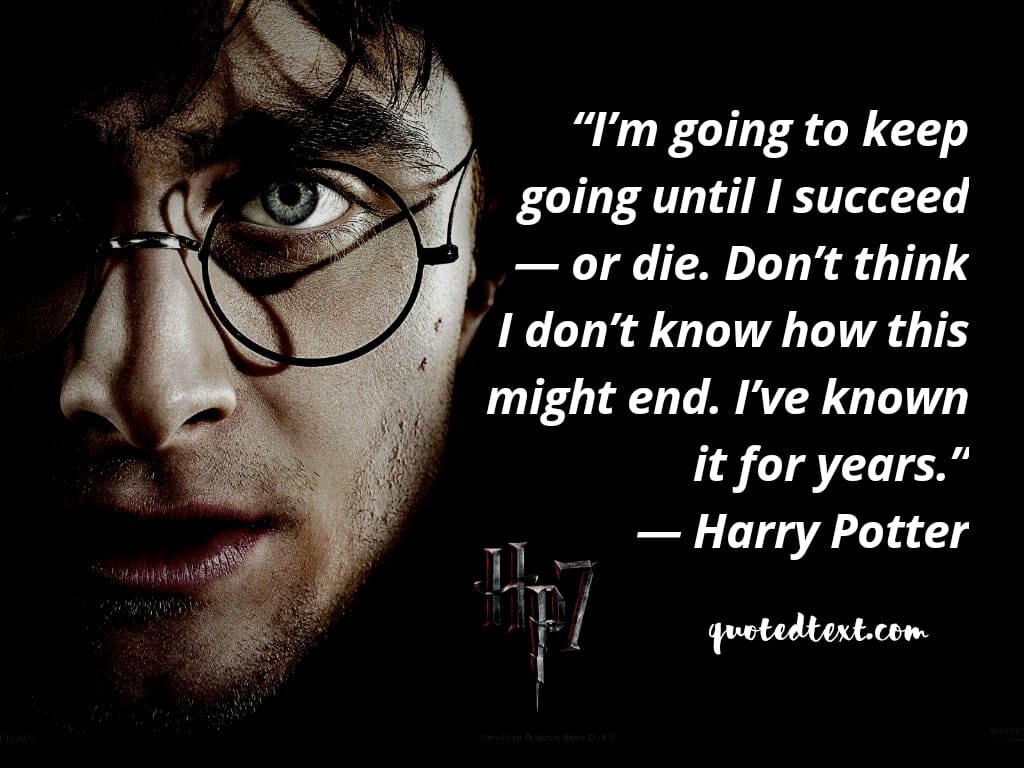 “I’m going to keep
going until I succeed
— or die. Don’t think
I don’t know how this
might end. I’ve known
it for years.”
— Harry Potter
HP7
quotedtext.com